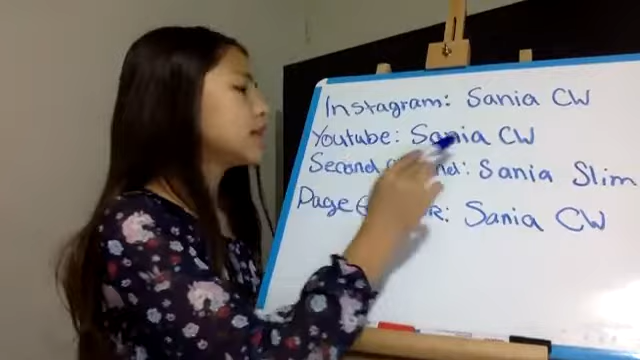 Instagram: Sania CW
Youtube: Sania CW
Second Sania Slim
Page Sania CW